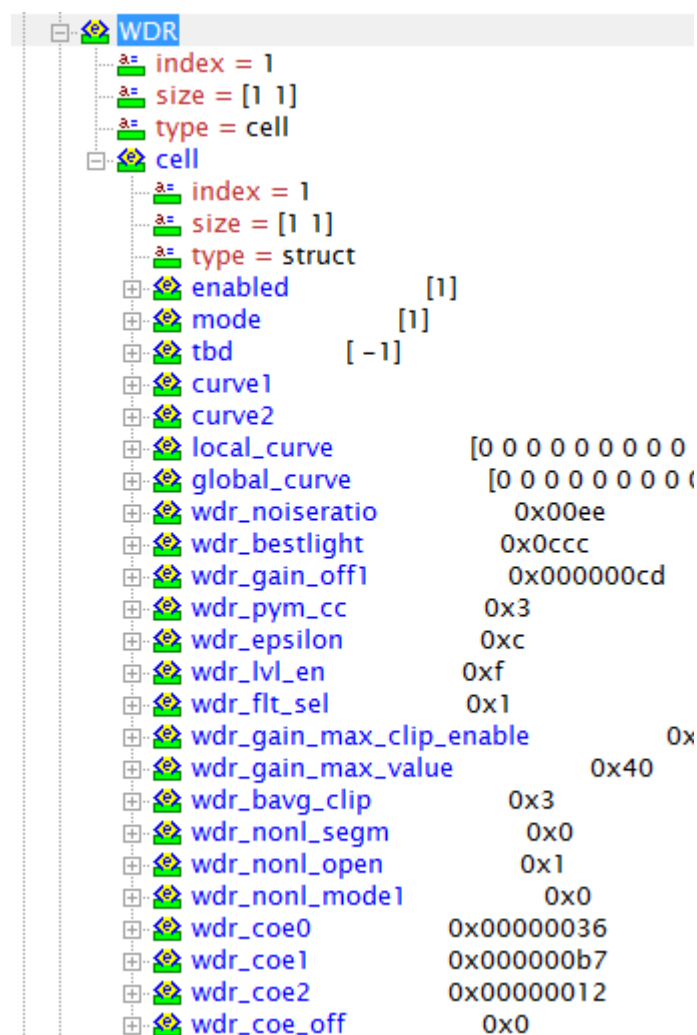 WDR
index = 1
size = [1 1]
type = cell
cell
index = 1
size = [1 1]
type = struct
enabled [1]
mode [1]
tbd [ -1]
curve1
curve2
local_curve [0 0 0 0 0 0 0 0 0
global_curve [0 0 0 0 0 0 0 0 0
wdr_noiseratio 0x00ee
wdr_bestlight 0x0ccc
wdr_gain_off1 0x000000cd
wdr_pym_cc 0x3
wdr_epsilon 0xc
wdr_lvl_en 0xf
wdr_flt_sel 0x1
wdr_gain_max_clip_enable 0x
wdr_gain_max_value 0x40
wdr_bavg_clip 0x3
wdr_nonl_segm 0x0
wdr_nonl_open 0x1
wdr_nonl_mode1 0x0
wdr_coe0 0x00000036
wdr_coe1 0x000000b7
wdr_coe2 0x00000012
wdr_coe_off 0x0